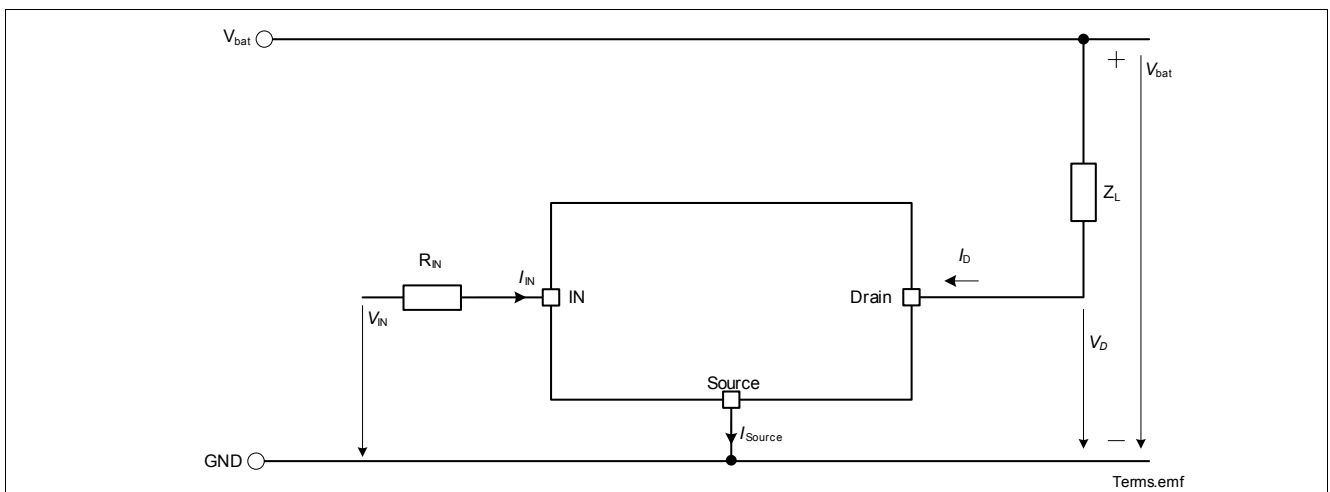 Vbat
+
Vbat
ZL
RIN
IIN
ID
IN
Drain
VIN
VD
Source
ISource
GND
Terms.emf